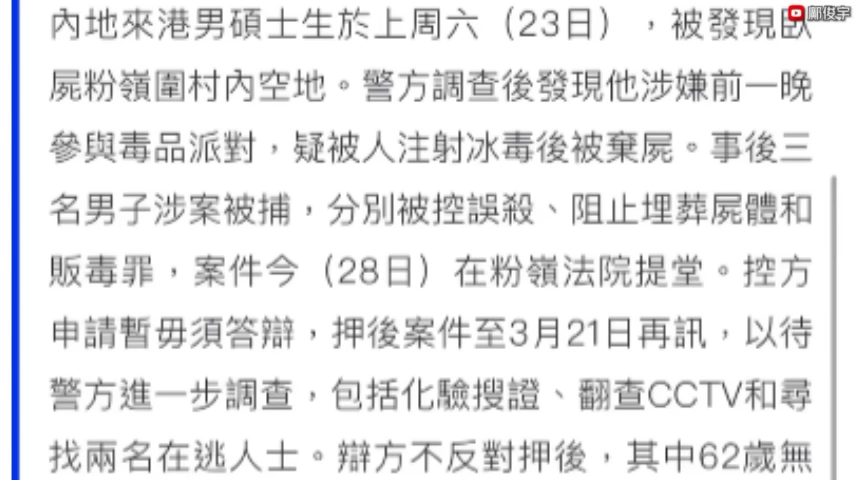 鄺俊宇
內地來港男碩士生於上周六（23日），被發現臥
屍粉嶺圍村內空地。警方調查後發現他涉嫌前一晚
參與毒品派對，疑被人注射冰毒後被棄屍。事後三
名男子涉案被捕，分別被控誤殺、阻止埋葬屍體和
販毒罪，案件今（28日）在粉嶺法院提堂。控方
申請暫毋須答辯，押後案件至3月21日再訊，以待
警方進一步調查，包括化驗搜證、翻查CCTV和尋
找兩名在逃人士。辯方不反對押後，其中62歲無